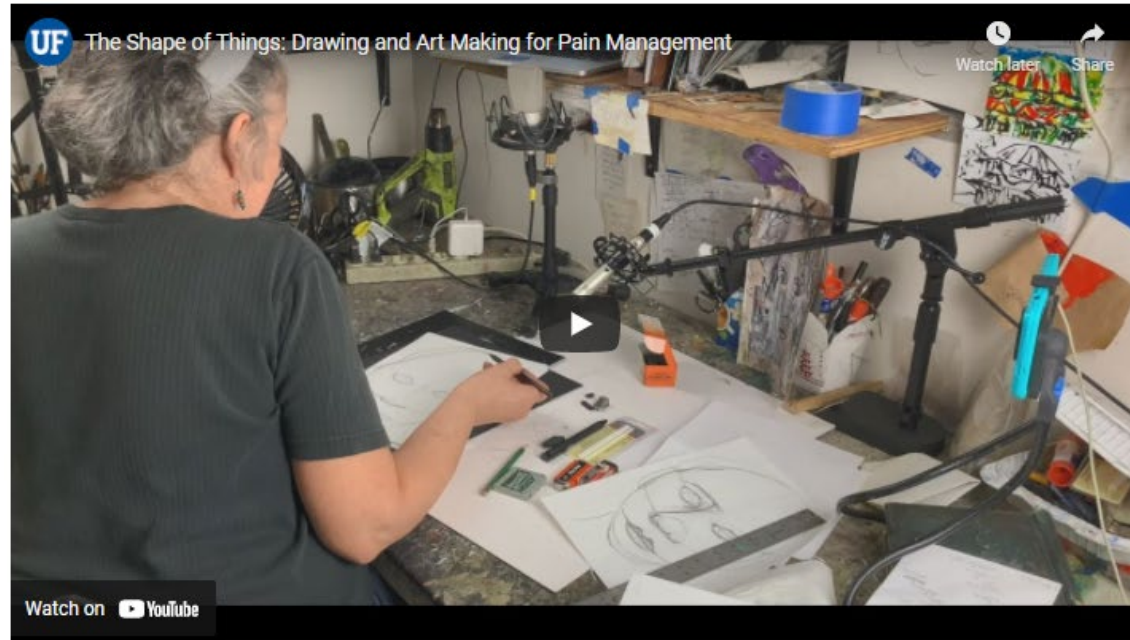 UF
The Shape of Things: Drawing and Art Making for Pain Management
Watch later
Share
Watch on YouTube